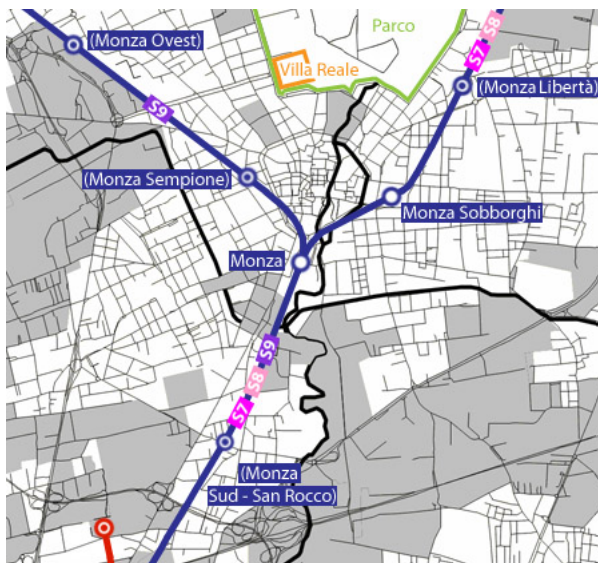 Parco
(Monza Ovest)
Villa Reale
S7 S8
(Monza Libertà)
S9
(Monza Sempione)
Monza Sobborghi
Monza
S7 S8 S9
(Monza
Sud - San Rocco)